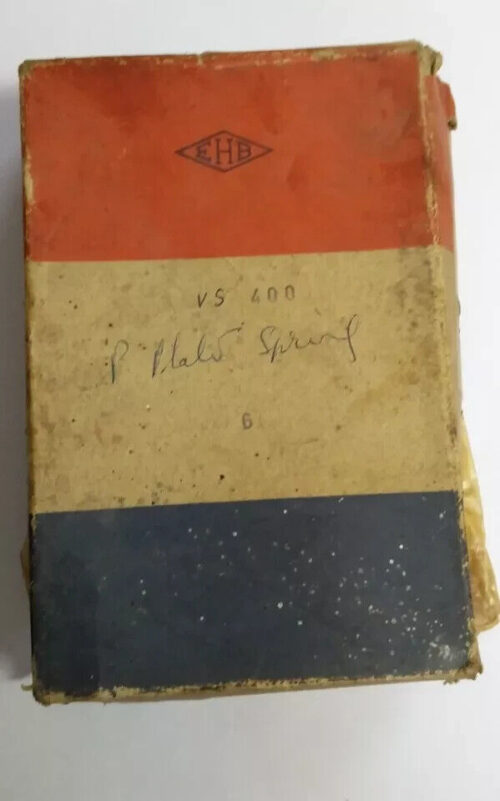 EHB
VS 400
P Plate Spring
6